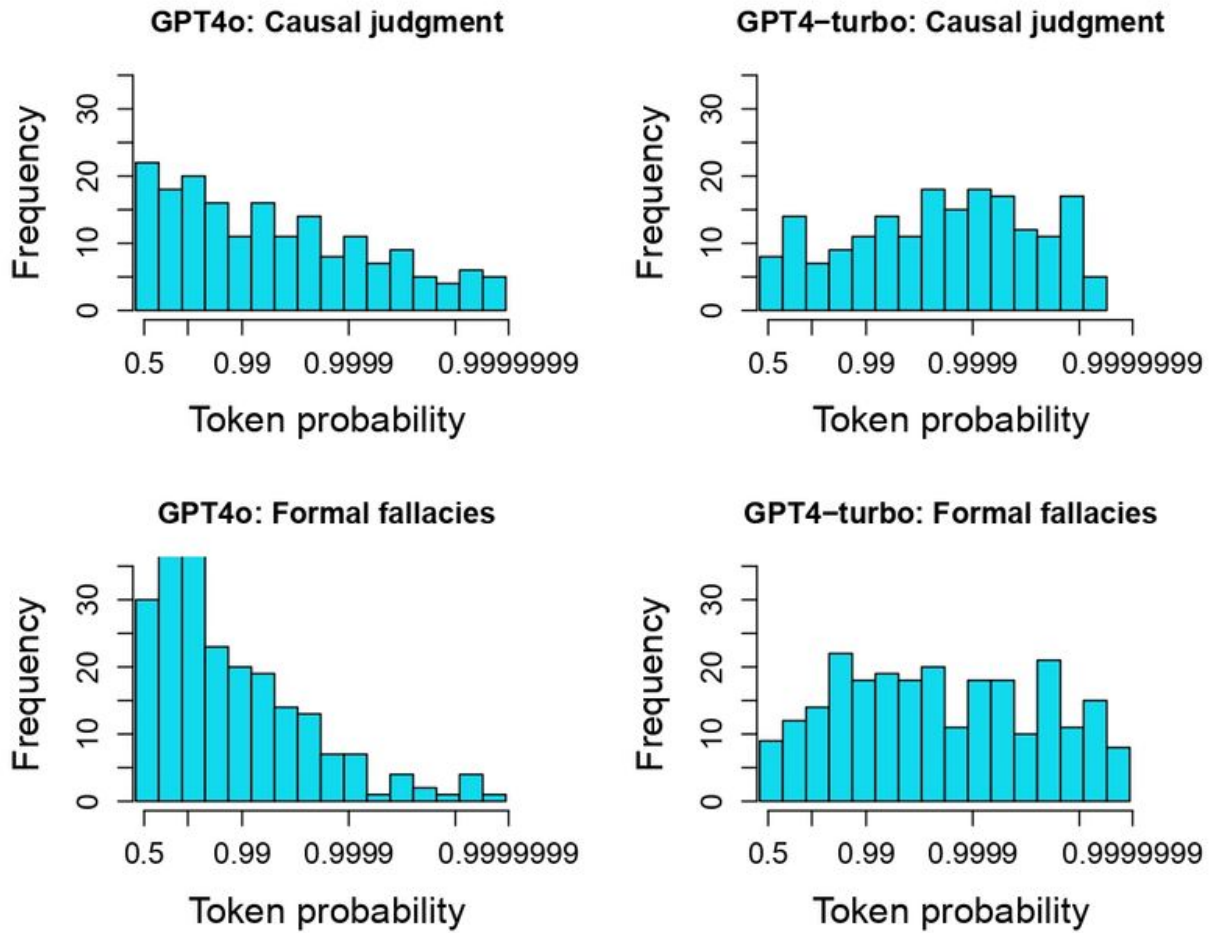 GPT4o: Causal judgment
Frequency
0
10
20
30
0.5
0.99
0.9999
0.9999999
Token probability
GPT4−turbo: Causal judgment
Frequency
0
10
20
30
0.5
0.99
0.9999
0.9999999
Token probability
GPT4o: Formal fallacies
Frequency
0
10
20
30
0.5
0.99
0.9999
0.9999999
Token probability
GPT4−turbo: Formal fallacies
Frequency
0
10
20
30
0.5
0.99
0.9999
0.9999999
Token probability